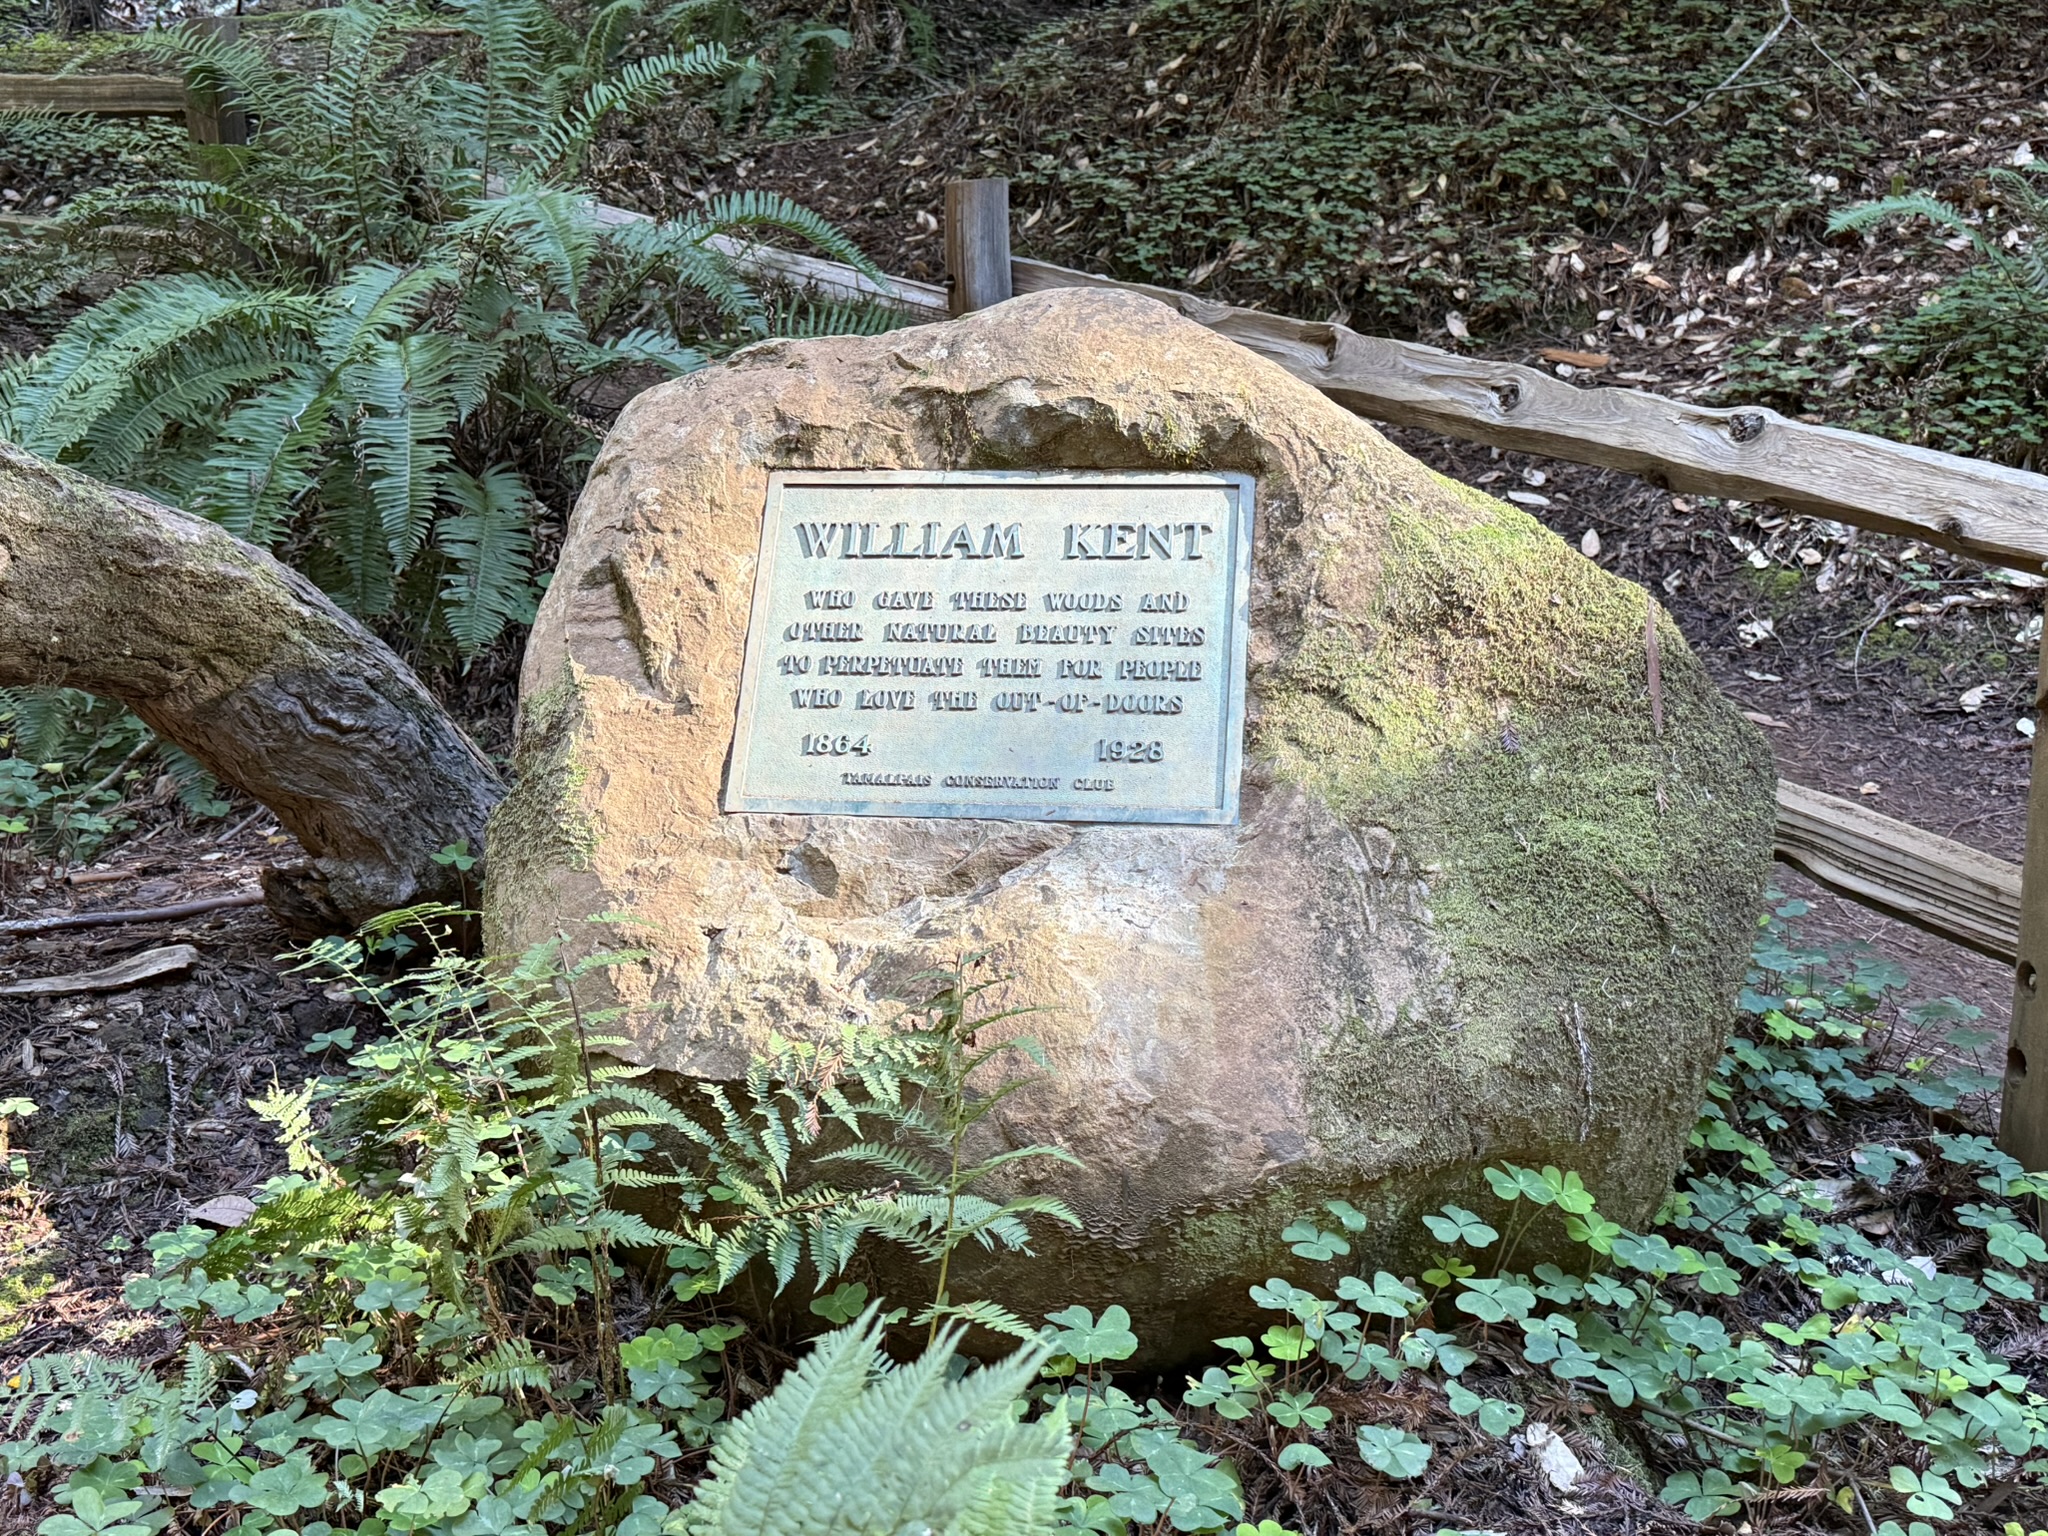 WILLIAM KENT
WHO GAVE THESE WOODS AND
OTHER NATURAL BEAUTY SITES
TO PERPETUATE THEM FOR PEOPLE
WHO LOVE THE OUT-OF-DOORS
1864 1928
TAMALPAIS CONSERVATION CLUB